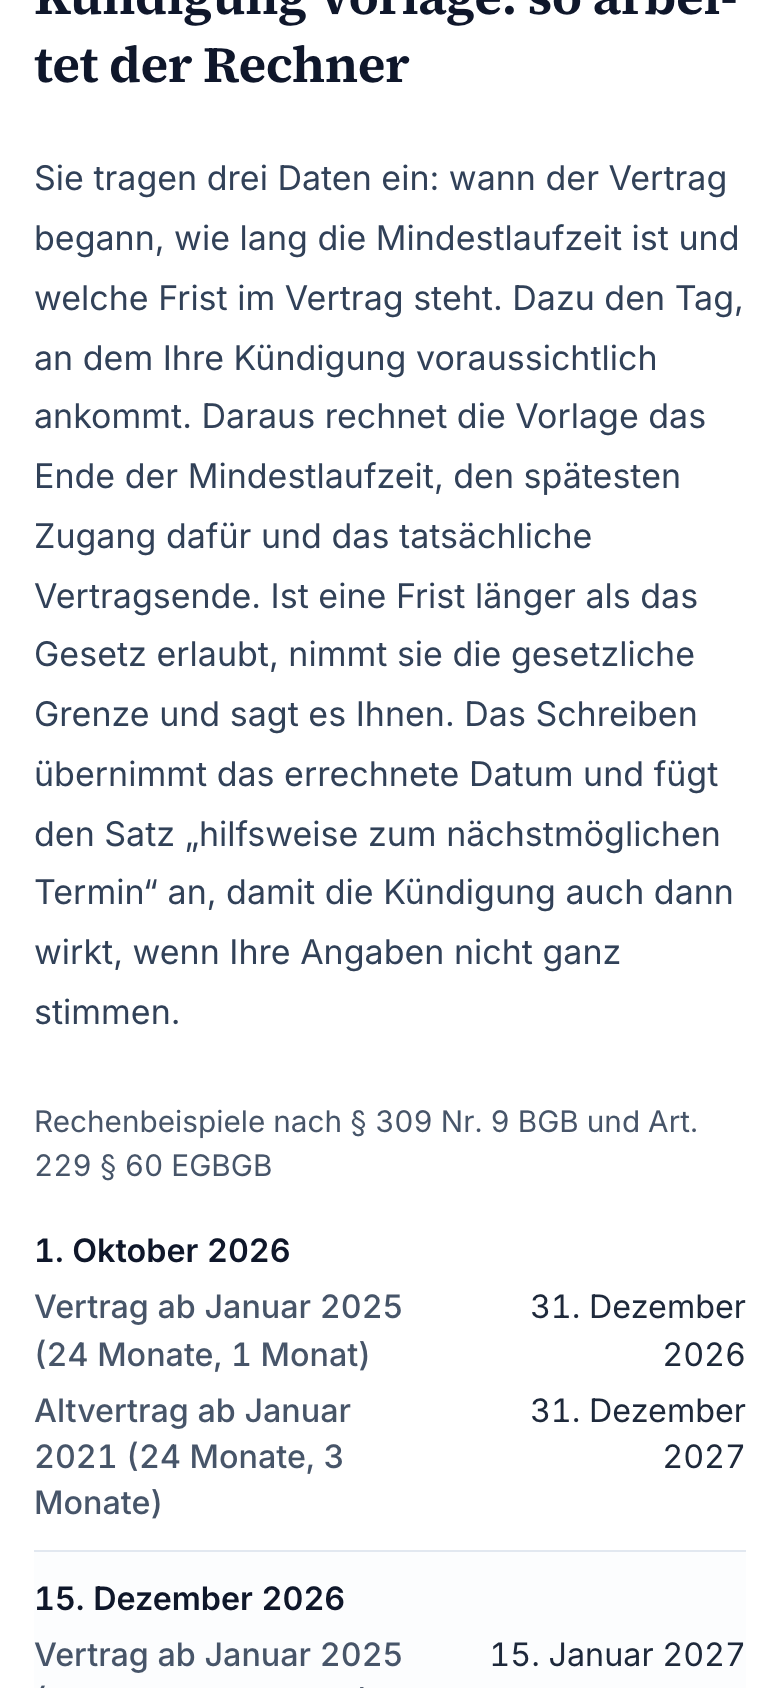 Kündigung Vorlage: so arbei-
tet der Rechner
Sie tragen drei Daten ein: wann der Vertrag
begann, wie lang die Mindestlaufzeit ist und
welche Frist im Vertrag steht. Dazu den Tag,
an dem Ihre Kündigung voraussichtlich
ankommt. Daraus rechnet die Vorlage das
Ende der Mindestlaufzeit, den spätesten
Zugang dafür und das tatsächliche
Vertragsende. Ist eine Frist länger als das
Gesetz erlaubt, nimmt sie die gesetzliche
Grenze und sagt es Ihnen. Das Schreiben
übernimmt das errechnete Datum und fügt
den Satz „hilfsweise zum nächstmöglichen
Termin“ an, damit die Kündigung auch dann
wirkt, wenn Ihre Angaben nicht ganz
stimmen.
Rechenbeispiele nach § 309 Nr. 9 BGB und Art.
229 § 60 EGBGB
1. Oktober 2026
Vertrag ab Januar 2025 31. Dezember
(24 Monate, 1 Monat) 2026
Altvertrag ab Januar 31. Dezember
2021 (24 Monate, 3 2027
Monate)
15. Dezember 2026
Vertrag ab Januar 2025 15. Januar 2027